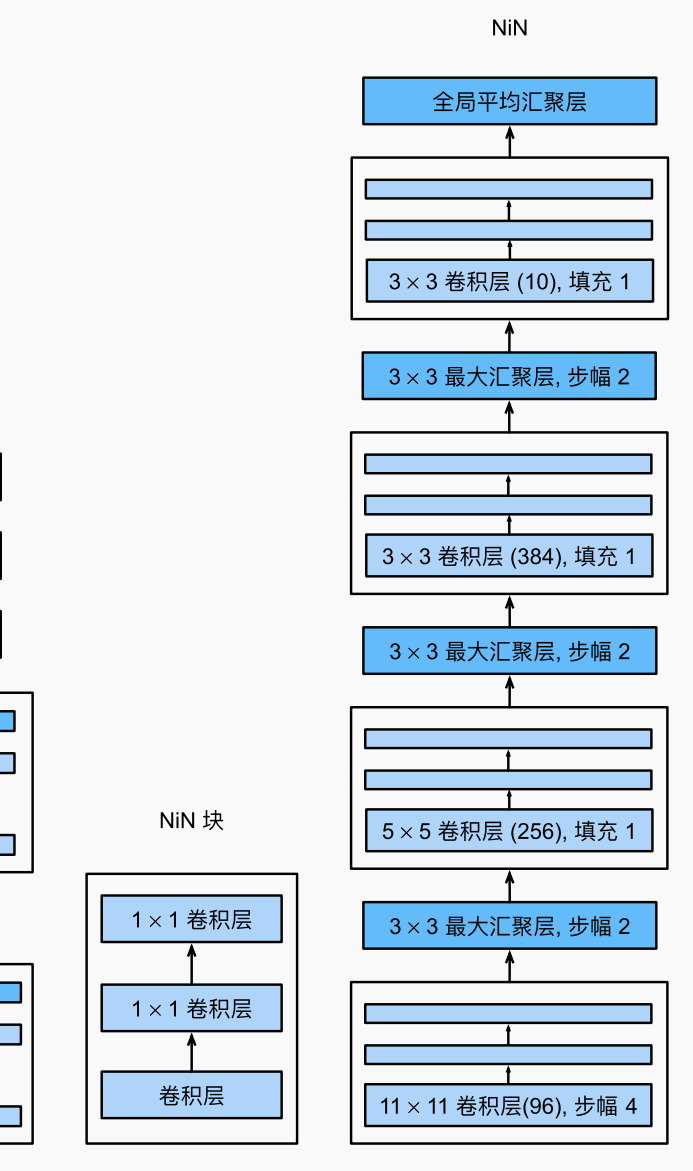 NiN
全局平均汇聚层
3 × 3 卷积层 (10), 填充 1
3 × 3 最大汇聚层, 步幅 2
3 × 3 卷积层 (384), 填充 1
3 × 3 最大汇聚层, 步幅 2
5 × 5 卷积层 (256), 填充 1
3 × 3 最大汇聚层, 步幅 2
11 × 11 卷积层(96), 步幅 4
NiN 块
1 × 1 卷积层
1 × 1 卷积层
卷积层